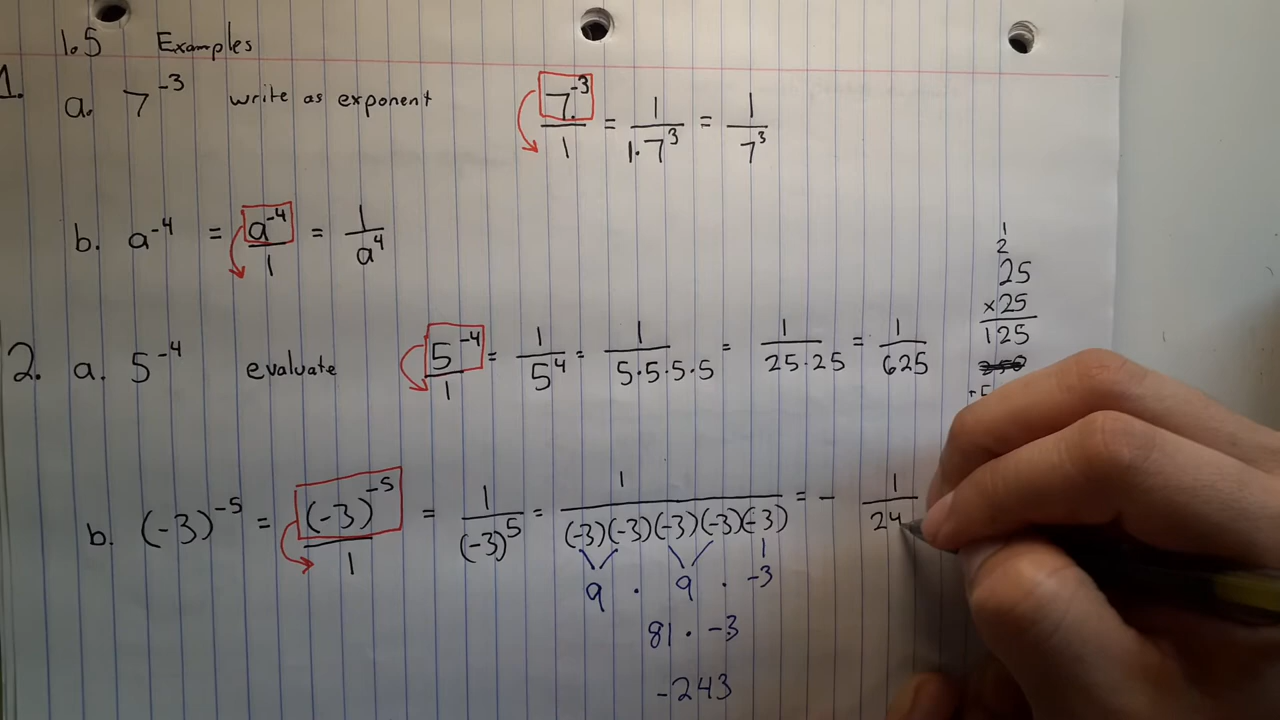 1.5 Examples
1.
a. 7^-3 write as exponent 7^-3/1 = 1/1·7^3 = 1/7^3
b. a^-4 = a^-4/1 = 1/a^4
1
2
25
×25
125
2. a. 5^-4 evaluate 5^-4/1 = 1/5^4 = 1/5·5·5·5 = 1/25·25 = 1/625
b. (-3)^-5 = (-3)^-5/1 = 1/(-3)^5 = 1/(-3)(-3)(-3)(-3)(-3) = - 1/24
9 · 9 · -3
81 · -3
-243